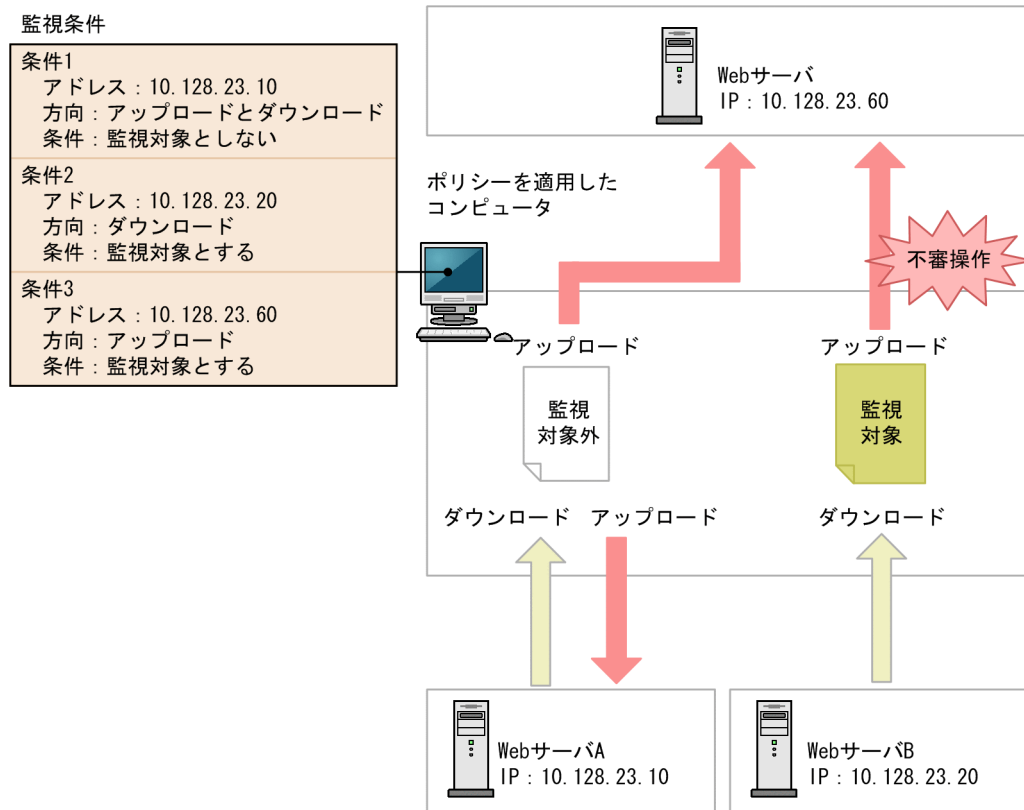 監視条件
条件1
アドレス：10.128.23.10
方向：アップロードとダウンロード
条件：監視対象としない
条件2
アドレス：10.128.23.20
方向：ダウンロード
条件：監視対象とする
条件3
アドレス：10.128.23.60
方向：アップロード
条件：監視対象とする
Webサーバ
IP：10.128.23.60
ポリシーを適用した
コンピュータ
不審操作
アップロード
アップロード
監視
対象外
監視
対象
ダウンロード
アップロード
ダウンロード
WebサーバA
IP：10.128.23.10
WebサーバB
IP：10.128.23.20